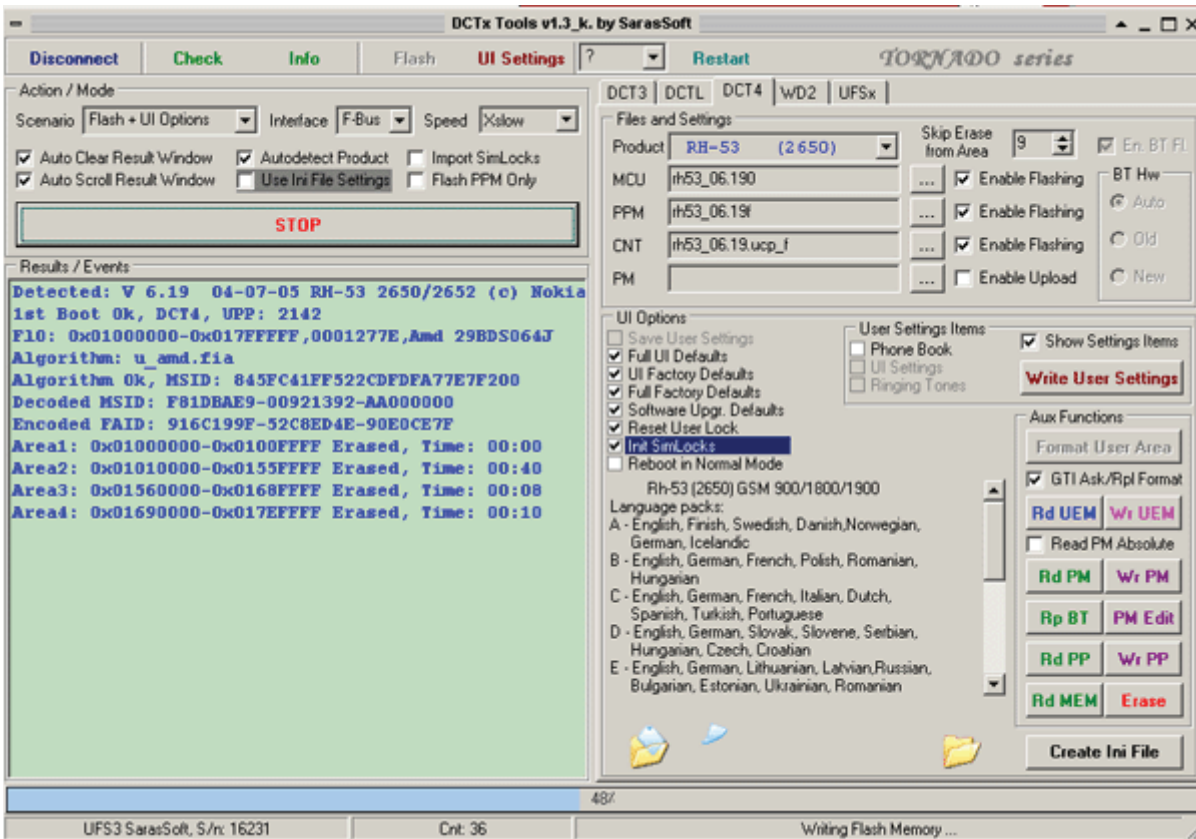 DCTx Tools v1.3_k. by SarasSoft
Disconnect Check Info Flash UI Settings ? Restart TORNADO series
Action / Mode
Scenario Flash + UI Options Interface F-Bus Speed Xslow
Auto Clear Result Window Autodetect Product Import SimLocks
Auto Scroll Result Window Use Ini File Settings Flash PPM Only
STOP
Results / Events
Detected: V 6.19 04-07-05 RH-53 2650/2652 (c) Nokia
1st Boot Ok, DCT4, UPP: 2142
F10: 0x01000000-0x017FFFFF,0001277E,Amd 29BDS064J
Algorithm: u_amd.fia
Algorithm Ok, MSID: 845FC41FF522CDFDFA77E7F200
Decoded MSID: F81DBAE9-00921392-AA000000
Encoded FAID: 916C199F-52C8ED4E-90E0CE7F
Area1: 0x01000000-0x0100FFFF Erased, Time: 00:00
Area2: 0x01010000-0x0155FFFF Erased, Time: 00:40
Area3: 0x01560000-0x0168FFFF Erased, Time: 00:08
Area4: 0x01690000-0x017EFFFF Erased, Time: 00:10
DCT3 DCTL DCT4 WD2 UFSx
Files and Settings
Product RH-53 (2650) Skip Erase from Area 9 En. BT Fl.
MCU rh53_06.190 ... Enable Flashing
PPM rh53_06.19f ... Enable Flashing
CNT rh53_06.19.ucp_f ... Enable Flashing
PM ... Enable Upload
BT Hw
Auto
Old
New
UI Options
Save User Settings
Full UI Defaults
UI Factory Defaults
Full Factory Defaults
Software Upgr. Defaults
Reset User Lock
Init SimLocks
Reboot in Normal Mode
User Settings Items
Phone Book
UI Settings
Ringing Tones
Show Settings Items
Write User Settings
Rh-53 (2650) GSM 900/1800/1900
Language packs:
A - English, Finish, Swedish, Danish,Norwegian,
German, Icelandic
B - English, German, French, Polish, Romanian,
Hungarian
C - English, German, French, Italian, Dutch,
Spanish, Turkish, Portuguese
D - English, German, Slovak, Slovene, Serbian,
Hungarian, Czech, Croatian
E - English, German, Lithuanian, Latvian,Russian,
Bulgarian, Estonian, Ukrainian, Romanian
Aux Functions
Format User Area
GTI Ask/Rpl Format
Rd UEM Wr UEM
Read PM Absolute
Rd PM Wr PM
Rp BT PM Edit
Rd PP Wr PP
Rd MEM Erase
Create Ini File
48%
UFS3 SarasSoft, S/n: 16231 Cnt: 36 Writing Flash Memory ...